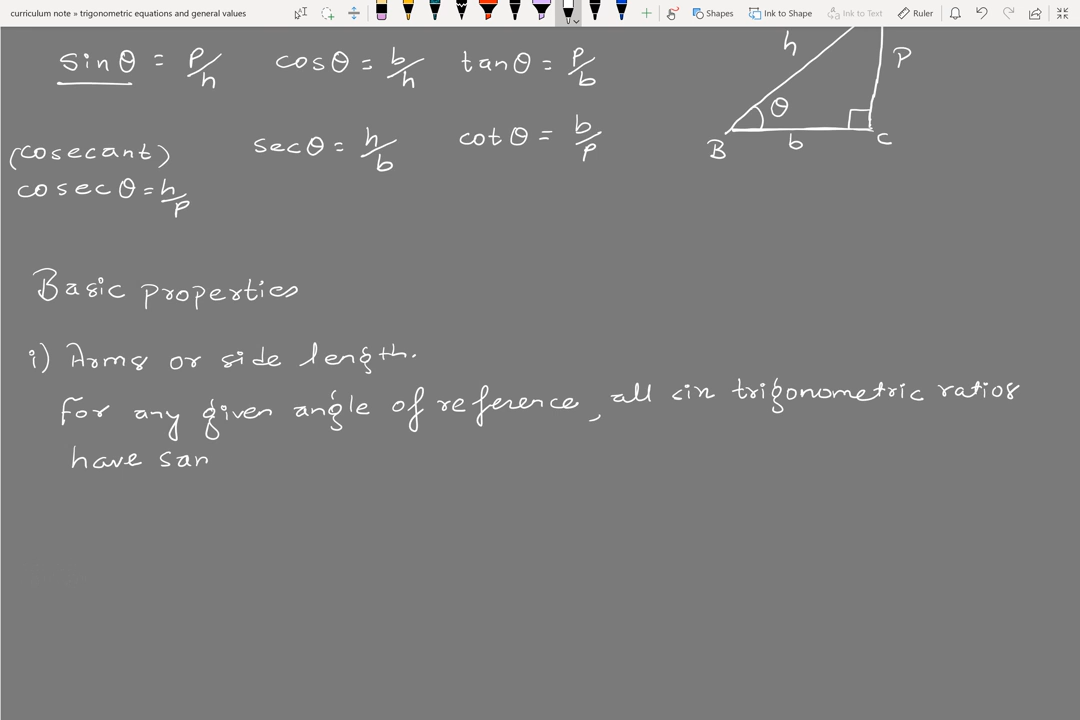 curriculum note » trigonometric equations and general values
Shapes Ink to Shape Ink to Text Ruler
sinθ = p/h cosθ = b/h tanθ = p/b
h
P
θ
B b C
(cosecant)
cosecθ = h/p secθ = h/b cotθ = b/p
Basic properties
i) Arms or side length.
For any given angle of reference, all six trigonometric ratios
have sam